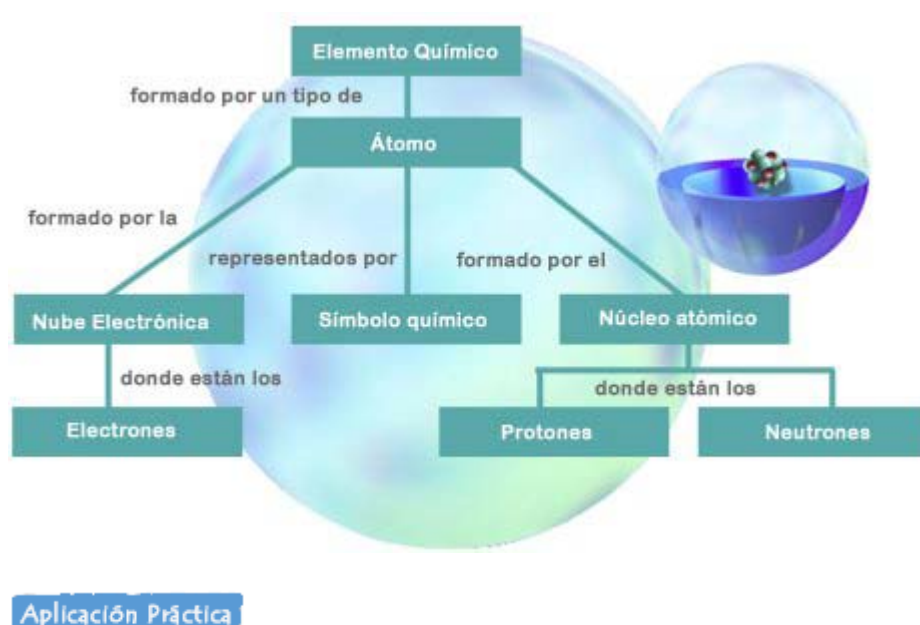 Elemento Químico
formado por un tipo de
Átomo
formado por la
representados por
formado por el
Nube Electrónica
Símbolo químico
Núcleo atómico
donde están los
donde están los
Electrones
Protones
Neutrones
Aplicación Práctica